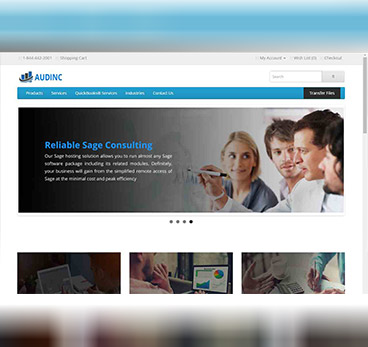 1-844-442-2007 Shopping Cart
My Account Wish List (0) Checkout
AUDINC
Search
Products Services QuickBooks® Services Industries Contact Us
Transfer Files
Reliable Sage Consulting
Our Sage hosting solution allows you to run almost any Sage
software package including its related modules. Definitely,
your business will gain from the simplified remote access of
Sage at the minimal cost and peak efficiency